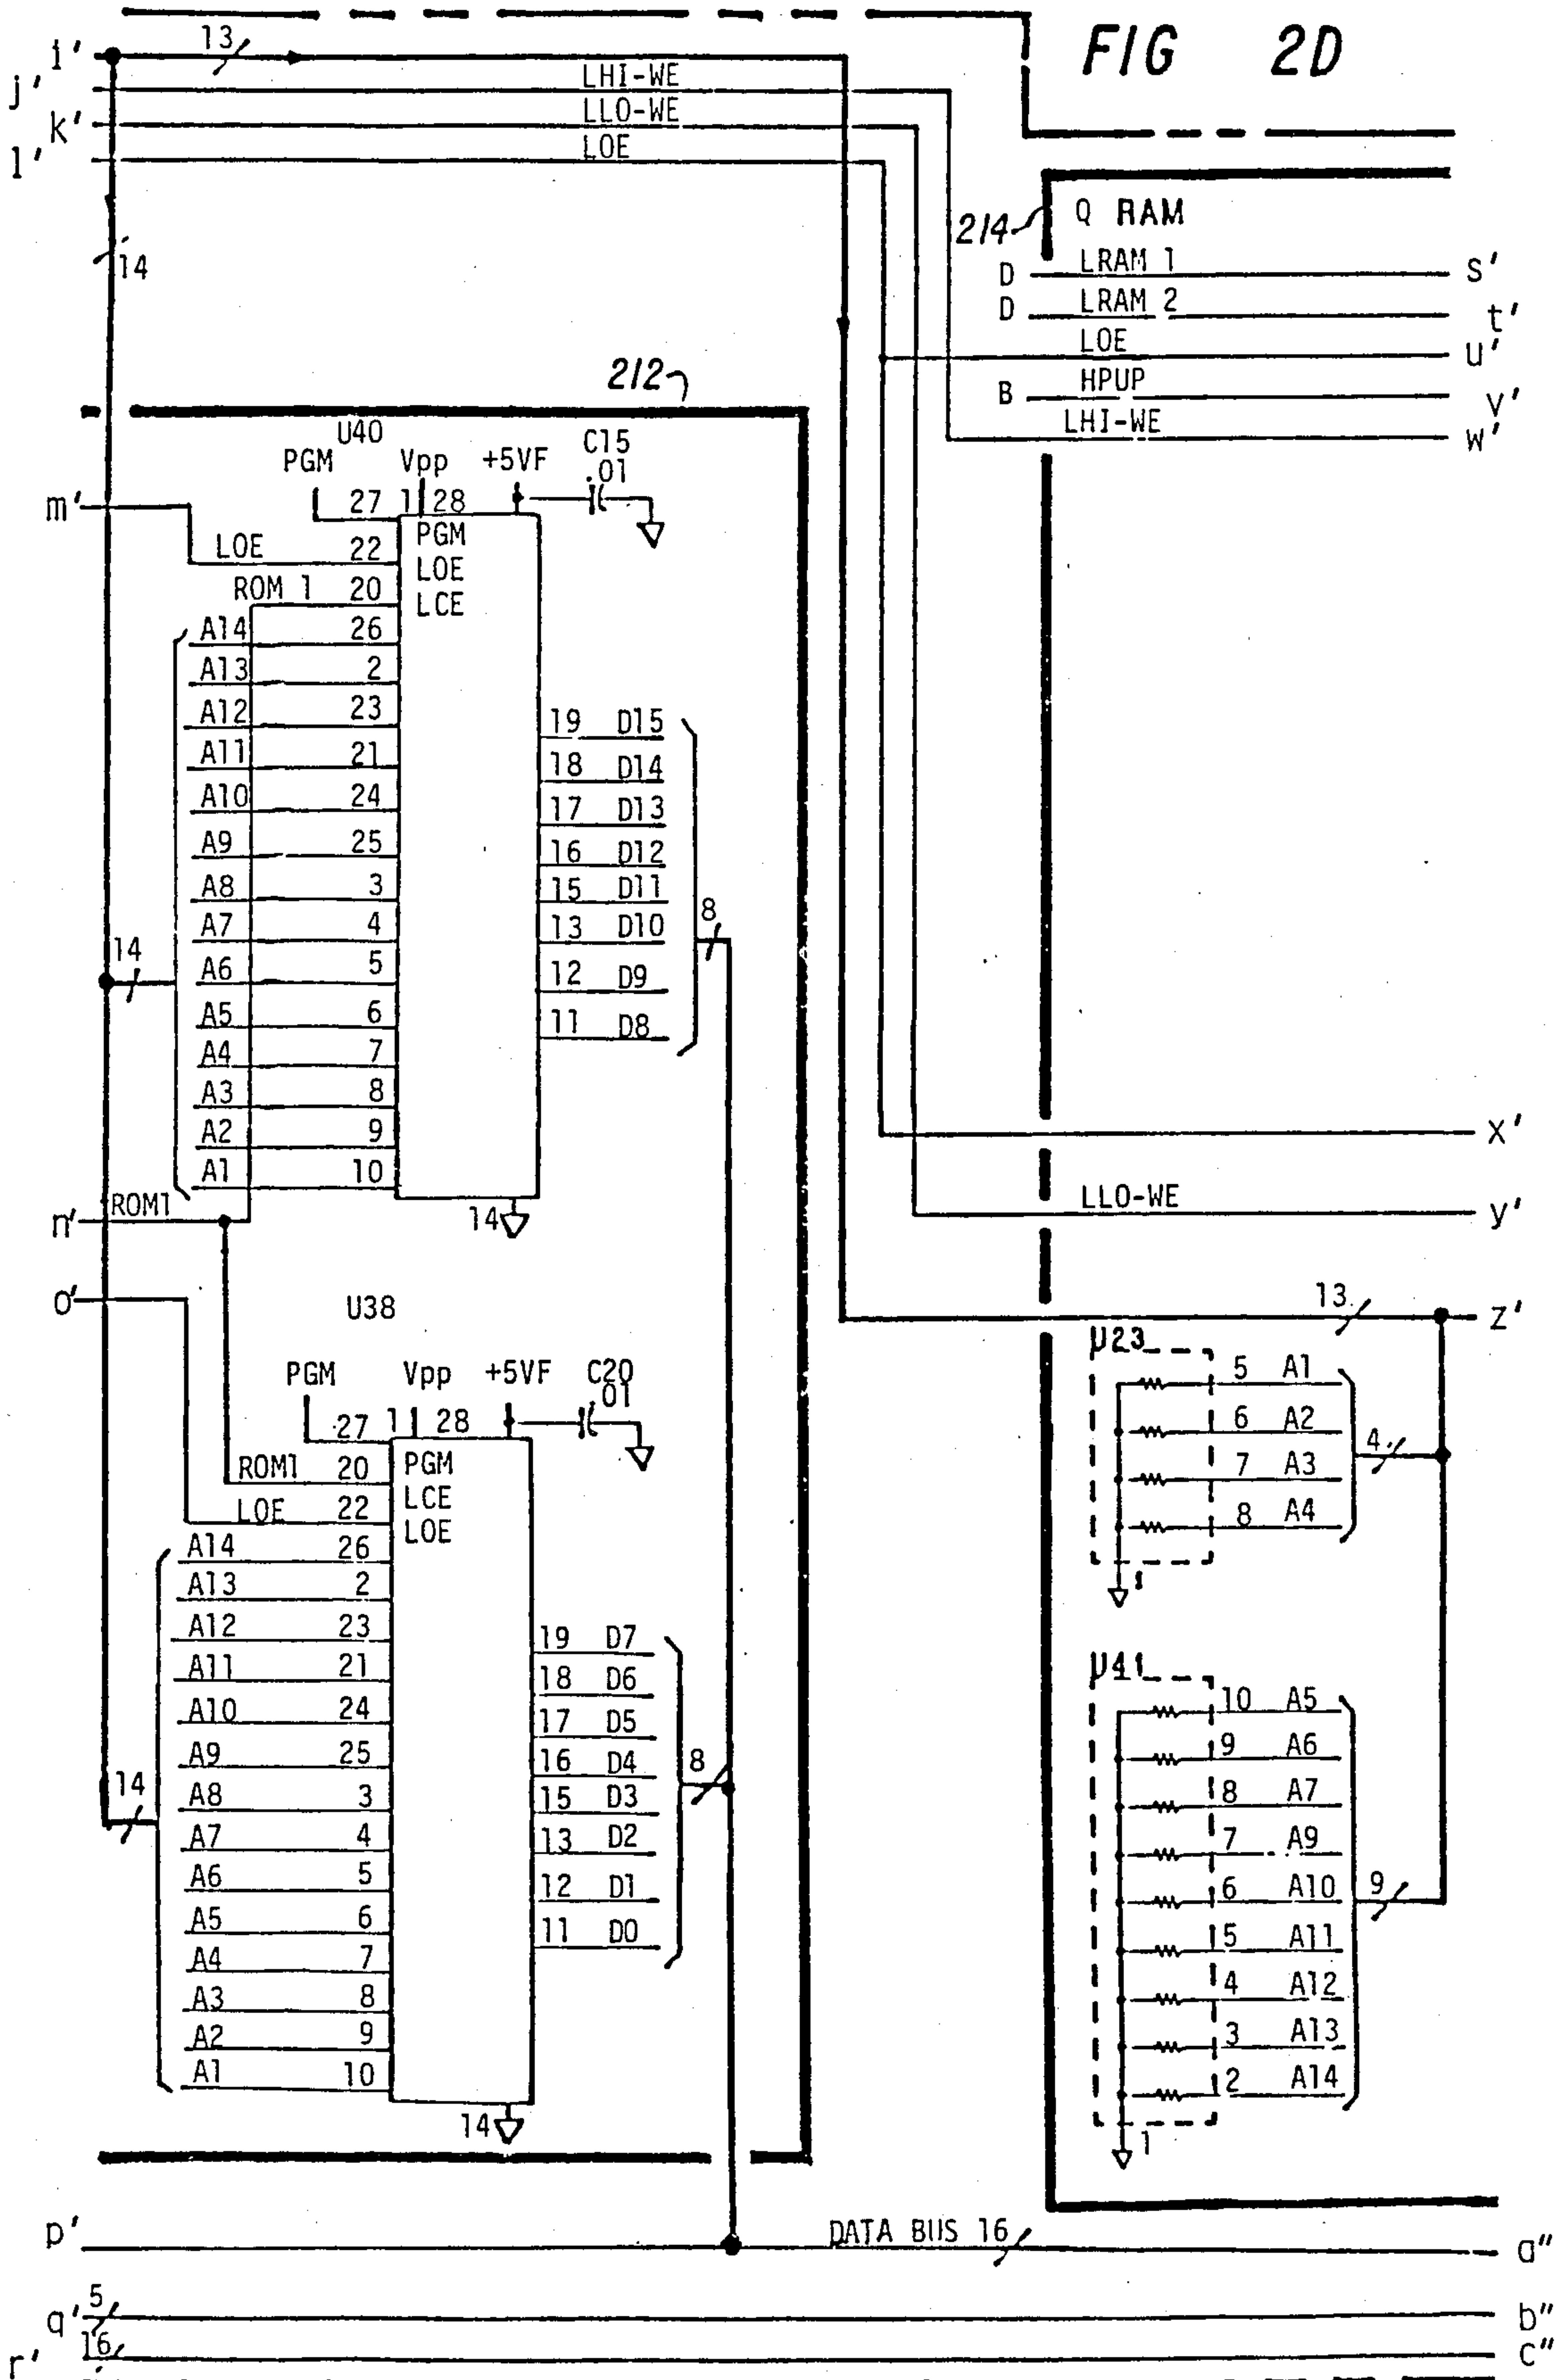 FIG 2D
i' 13
j' LHI-WE
k' LLO-WE
l' LOE
14
214 Q RAM
D LRAM 1 s'
D LRAM 2 t'
LOE u'
B HPUP v'
LHI-WE w'
212
U40
PGM Vpp +5VF C15 .01
m' 27 1 28
PGM
LOE 22 LOE
ROM 1 20 LCE
A14 26
A13 2
A12 23
A11 21
A10 24
A9 25
A8 3
A7 4
A6 5
A5 6
A4 7
A3 8
A2 9
A1 10
14
19 D15
18 D14
17 D13
16 D12
15 D11
13 D10
12 D9
11 D8
8
n' ROM1
14
x'
LLO-WE y'
o'
U38
PGM Vpp +5VF C20 .01
27 1 28
ROM1 20 PGM
LCE
LOE 22 LOE
A14 26
A13 2
A12 23
A11 21
A10 24
A9 25
A8 3
A7 4
A6 5
A5 6
A4 7
A3 8
A2 9
A1 10
14
19 D7
18 D6
17 D5
16 D4
15 D3
13 D2
12 D1
11 D0
8
14
13 z'
U23
5 A1
6 A2
7 A3
8 A4
4
1
U41
10 A5
9 A6
8 A7
7 A9
6 A10
5 A11
4 A12
3 A13
2 A14
9
1
p' DATA BUS 16 a"
q' 5 b"
r' 16 c"